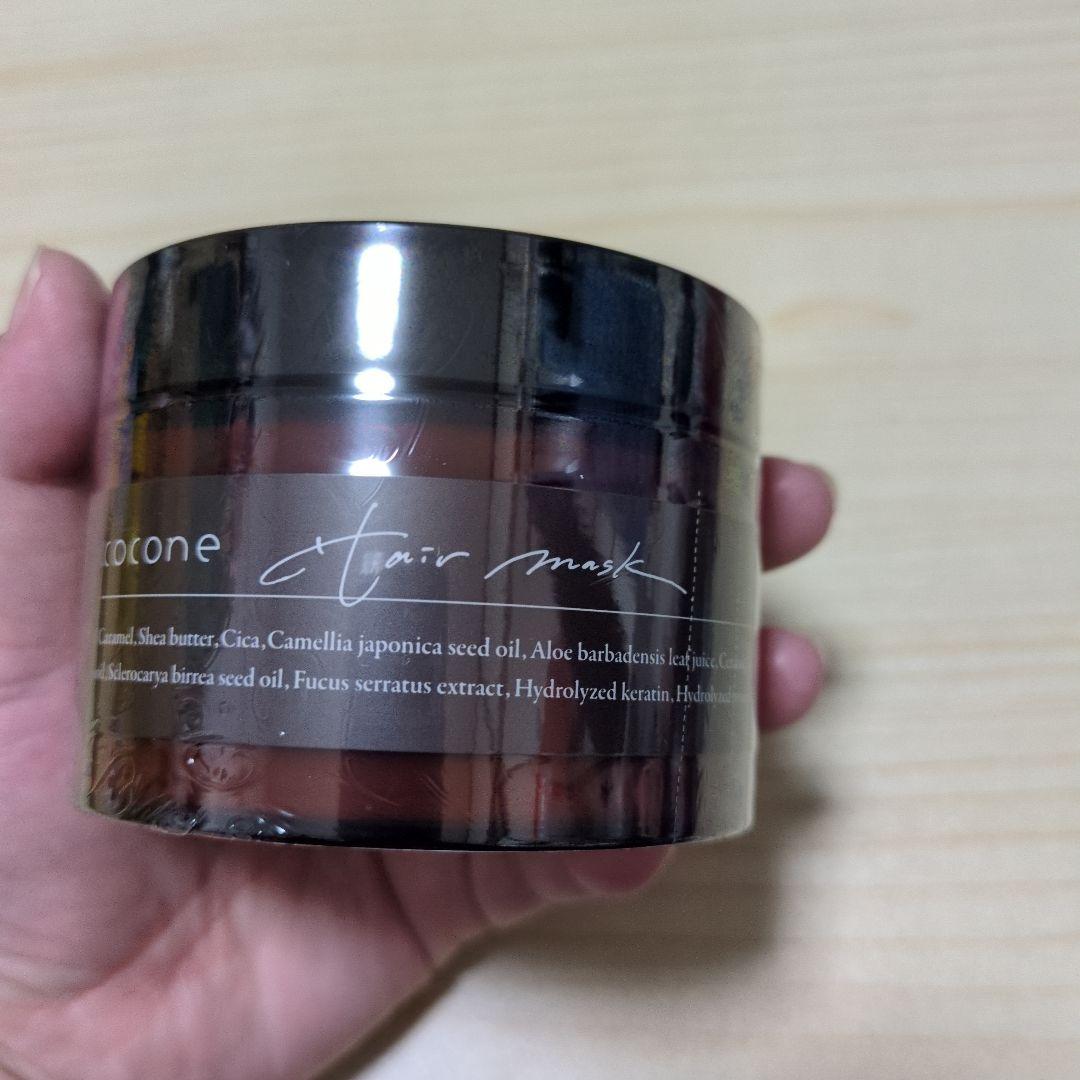 cocone Hair mask
Caramel, Shea butter, Cica, Camellia japonica seed oil, Aloe barbadensis leaf juice,
Sclerocarya birrea seed oil, Fucus serratus extract, Hydrolyzed keratin,